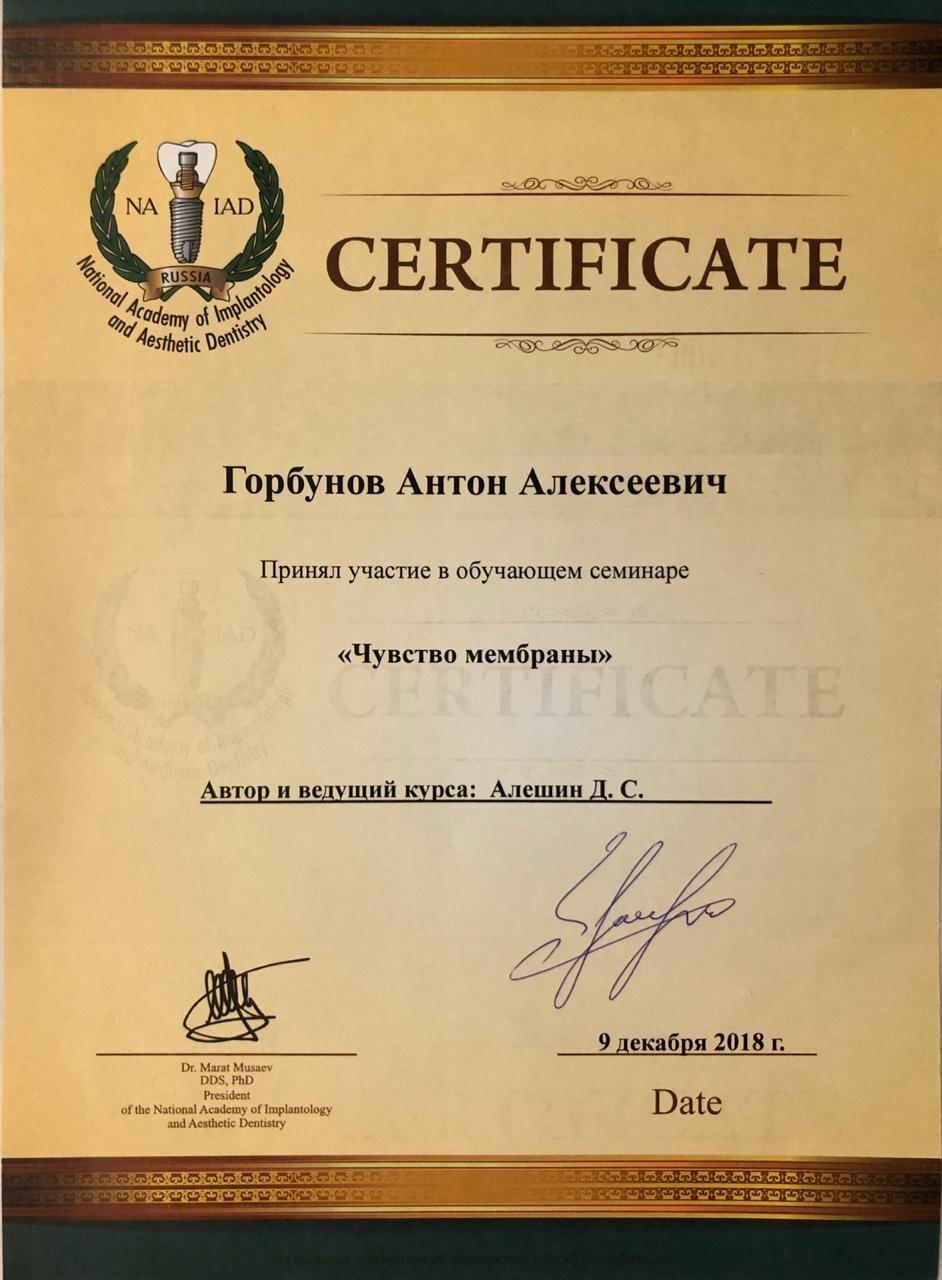 NA IAD
RUSSIA
National Academy of Implantology
and Aesthetic Dentistry
CERTIFICATE
Горбунов Антон Алексеевич
Принял участие в обучающем семинаре
«Чувство мембраны»
Автор и ведущий курса: Алешин Д. С.
9 декабря 2018 г.
Dr. Marat Musaev
DDS, PhD
President
of the National Academy of Implantology
and Aesthetic Dentistry
Date